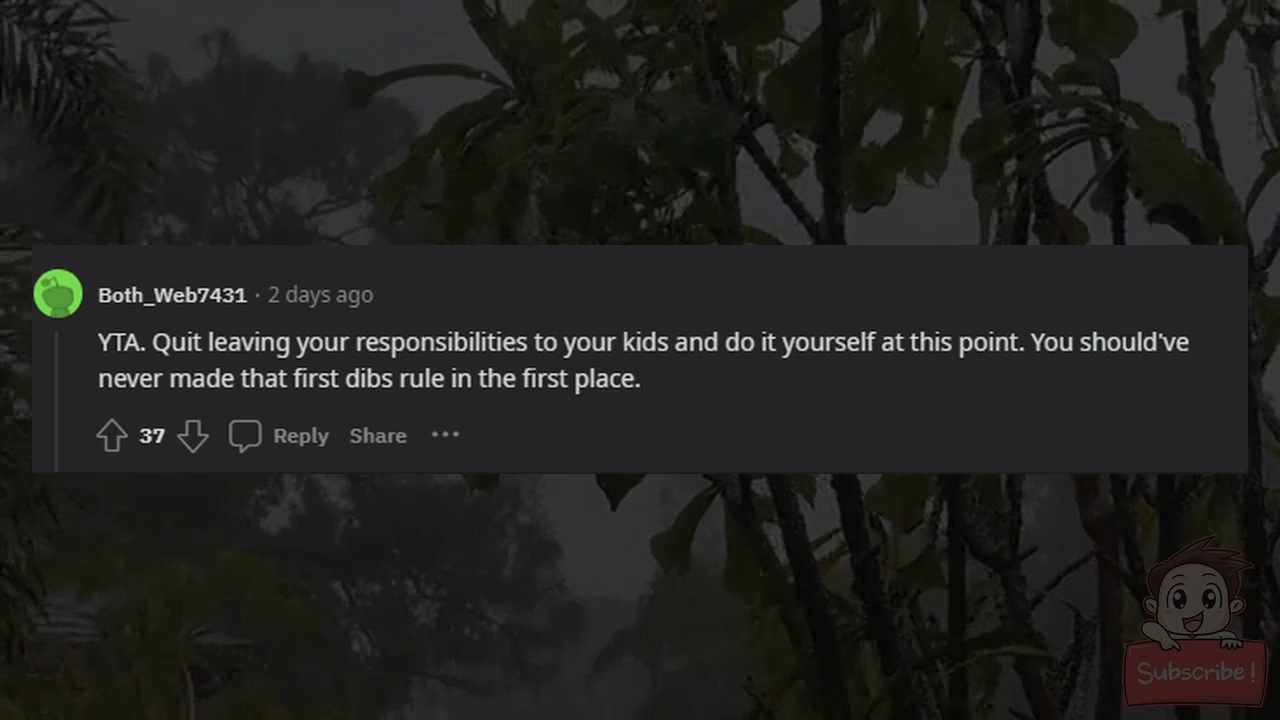 Both_Web7431 · 2 days ago
YTA. Quit leaving your responsibilities to your kids and do it yourself at this point. You should've
never made that first dibs rule in the first place.
37 Reply Share ···
Subscribe!